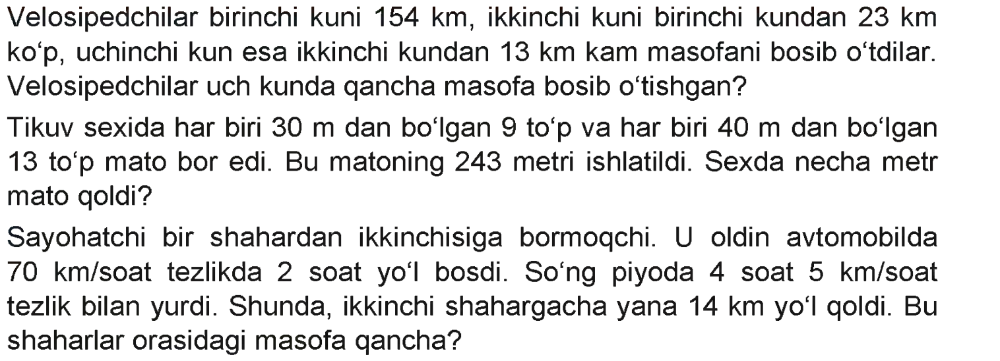 Velosipedchilar birinchi kuni 154 km, ikkinchi kuni birinchi kundan 23 km
ko‘p, uchinchi kun esa ikkinchi kundan 13 km kam masofani bosib o‘tdilar.
Velosipedchilar uch kunda qancha masofa bosib o‘tishgan?
Tikuv sexida har biri 30 m dan bo‘lgan 9 to‘p va har biri 40 m dan bo‘lgan
13 to‘p mato bor edi. Bu matoning 243 metri ishlatildi. Sexda necha metr
mato qoldi?
Sayohatchi bir shahardan ikkinchisiga bormoqchi. U oldin avtomobilda
70 km/soat tezlikda 2 soat yo‘l bosdi. So‘ng piyoda 4 soat 5 km/soat
tezlik bilan yurdi. Shunda, ikkinchi shahargacha yana 14 km yo‘l qoldi. Bu
shaharlar orasidagi masofa qancha?